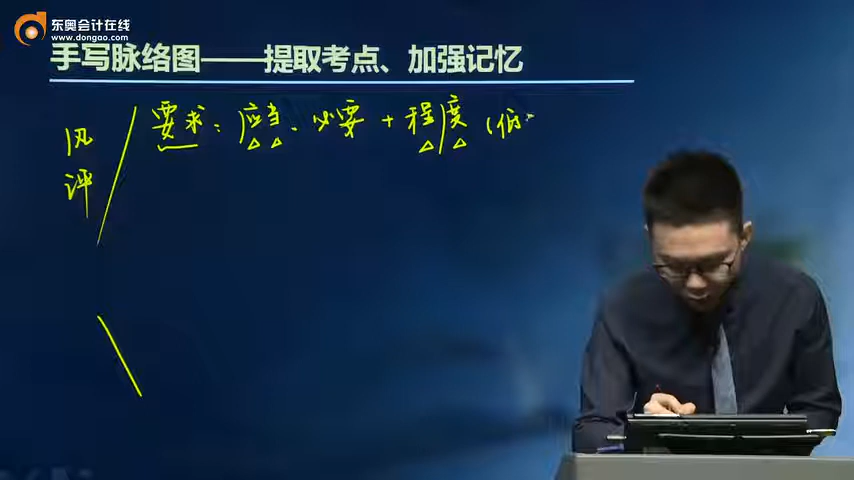 东奥会计在线
www.dongao.com
手写脉络图——提取考点、加强记忆
风评
要求：应当、必要+程度（低